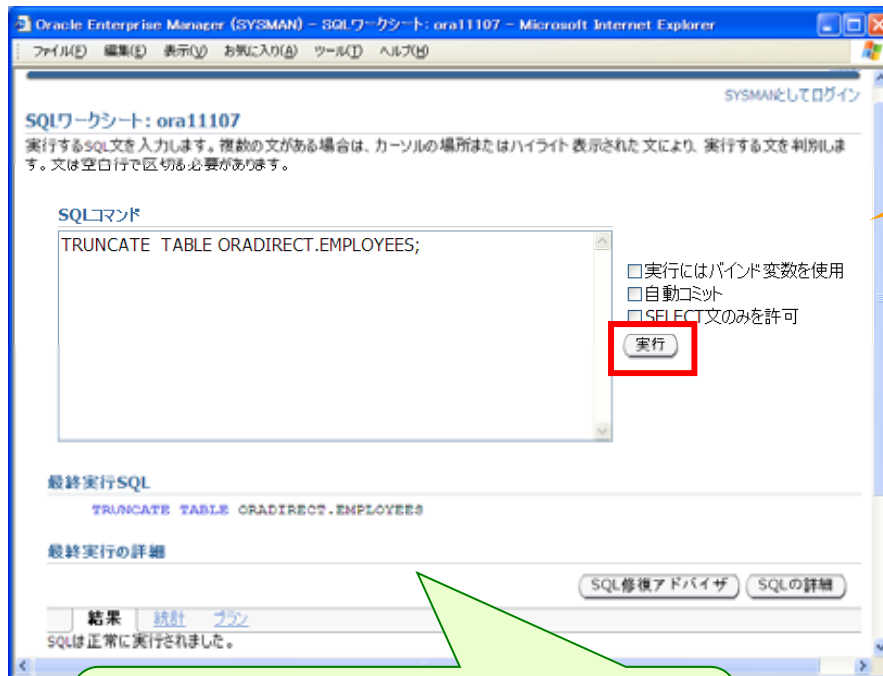 Oracle Enterprise Manager (SYSMAN) - SQLワークシート: ora11107 - Microsoft Internet Explorer
ファイル(F) 編集(E) 表示(V) お気に入り(A) ツール(T) ヘルプ(H)
SYSMANとしてログイン
SQLワークシート: ora11107
実行するSQL文を入力します。複数の文がある場合は、カーソルの場所またはハイライト表示された文により、実行する文を判別しま
す。文は空白行で区切る必要があります。
SQLコマンド
TRUNCATE TABLE ORADIRECT.EMPLOYEES;
実行にはバインド変数を使用
自動コミット
SELECT文のみを許可
実行
最終実行SQL
TRUNCATE TABLE ORADIRECT.EMPLOYEES
最終実行の詳細
SQL修復アドバイザ SQLの詳細
結果 統計 プラン
SQLは正常に実行されました。